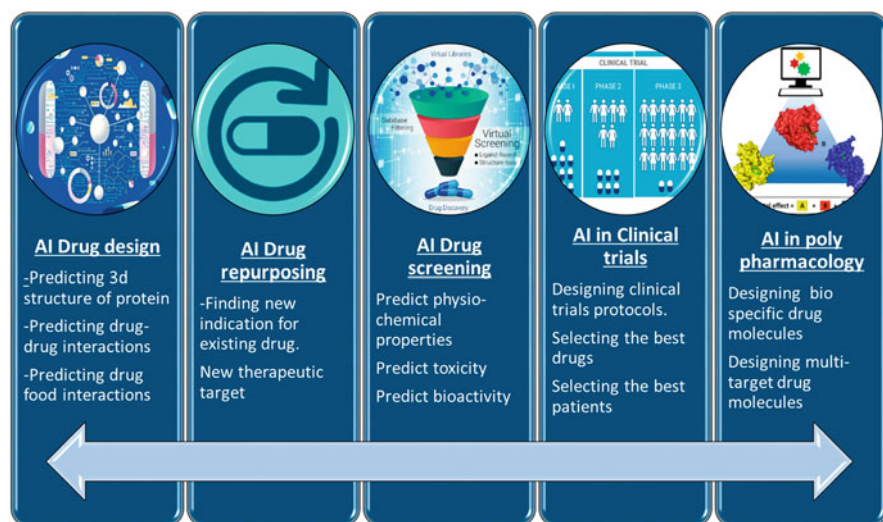 AI Drug design
-Predicting 3d
structure of protein
-Predicting drug-
drug interactions
-Predicting drug
food interactions
AI Drug
repurposing
-Finding new
indication for
existing drug.
New therapeutic
target
Virtual Libraries
Database
Filtering
Virtual
Screening
Drug Discovery
AI Drug
screening
Predict physio-
chemical
properties
Predict toxicity
Predict bioactivity
CLINICAL TRIAL
PHASE 2
PHASE 3
AI in Clinical
trials
Designing clinical
trials protocols.
Selecting the best
drugs
Selecting the best
patients
effect = A + B
AI in poly
pharmacology
Designing bio
specific drug
molecules
Designing multi-
target drug
molecules